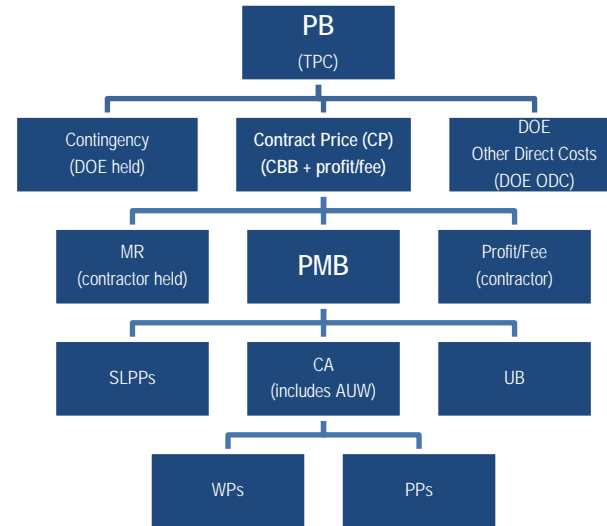 PB
(TPC)
Contingency
(DOE held)
Contract Price (CP)
(CBB + profit/fee)
DOE
Other Direct Costs
(DOE ODC)
MR
(contractor held)
PMB
Profit/Fee
(contractor)
SLPPs
CA
(includes AUW)
UB
WPs
PPs